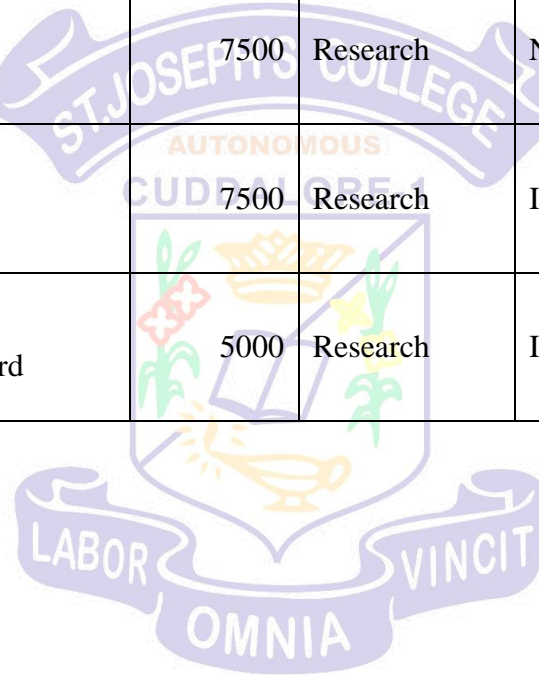 7500 Research N
ST.JOSEPH'S COLLEGE
AUTONOMOUS
CUDDALORE-1
7500 Research I
5000 Research I
rd
LABOR
VINCIT
OMNIA